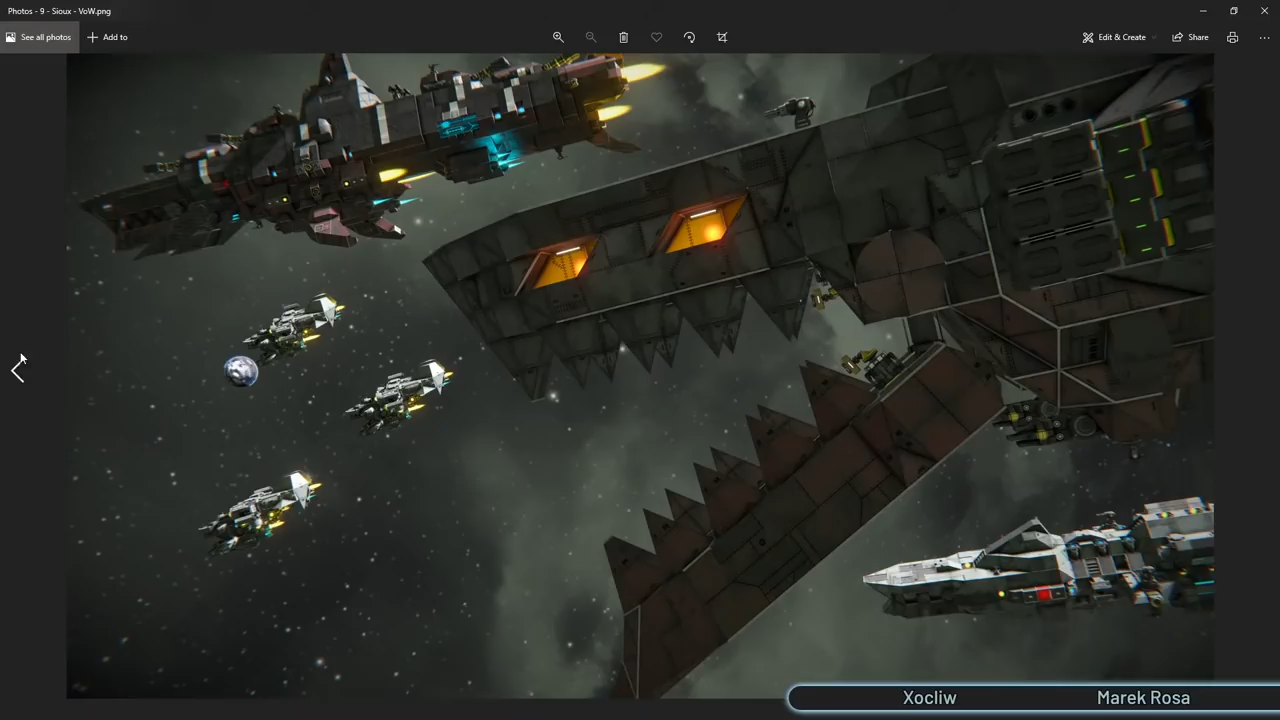 Photos - 9 - Sioux - VoW.png
See all photos
Add to
Edit & Create
Share
Xocliw
Marek Rosa